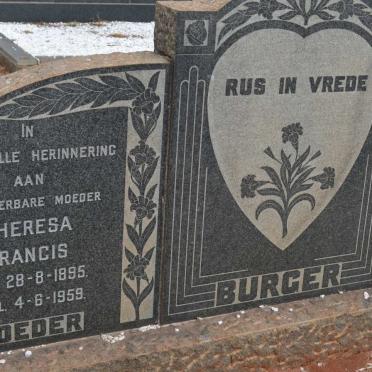 IN
LLE HERINNERING
AAN
ERBARE MOEDER
HERESA
RANCIS
28-8-1895.
4-6-1959.
OEDER
RUS IN VREDE
BURGER